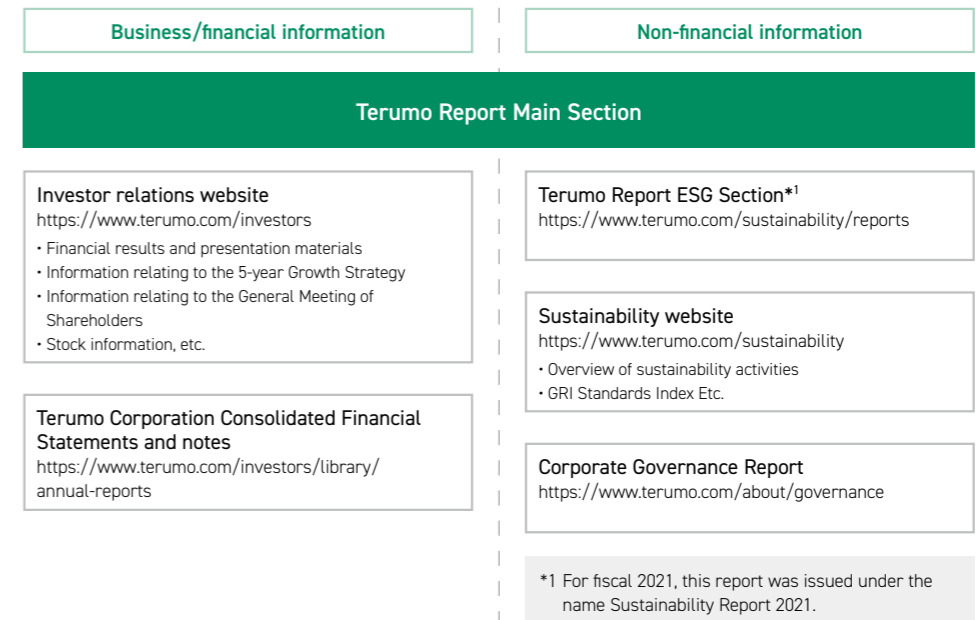 Business/financial information
Non-financial information
Terumo Report Main Section
Investor relations website
https://www.terumo.com/investors
・Financial results and presentation materials
・Information relating to the 5-year Growth Strategy
・Information relating to the General Meeting of
Shareholders
・Stock information, etc.
Terumo Corporation Consolidated Financial
Statements and notes
https://www.terumo.com/investors/library/
annual-reports
Terumo Report ESG Section*1
https://www.terumo.com/sustainability/reports
Sustainability website
https://www.terumo.com/sustainability
・Overview of sustainability activities
・GRI Standards Index Etc.
Corporate Governance Report
https://www.terumo.com/about/governance
*1 For fiscal 2021, this report was issued under the
name Sustainability Report 2021.